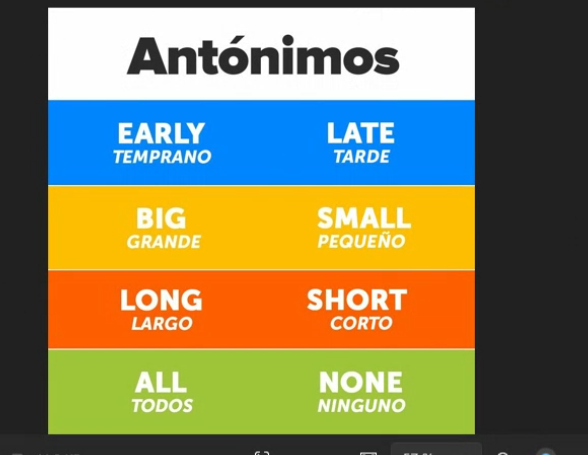 Antónimos
EARLY LATE
TEMPRANO TARDE
BIG SMALL
GRANDE PEQUEÑO
LONG SHORT
LARGO CORTO
ALL NONE
TODOS NINGUNO